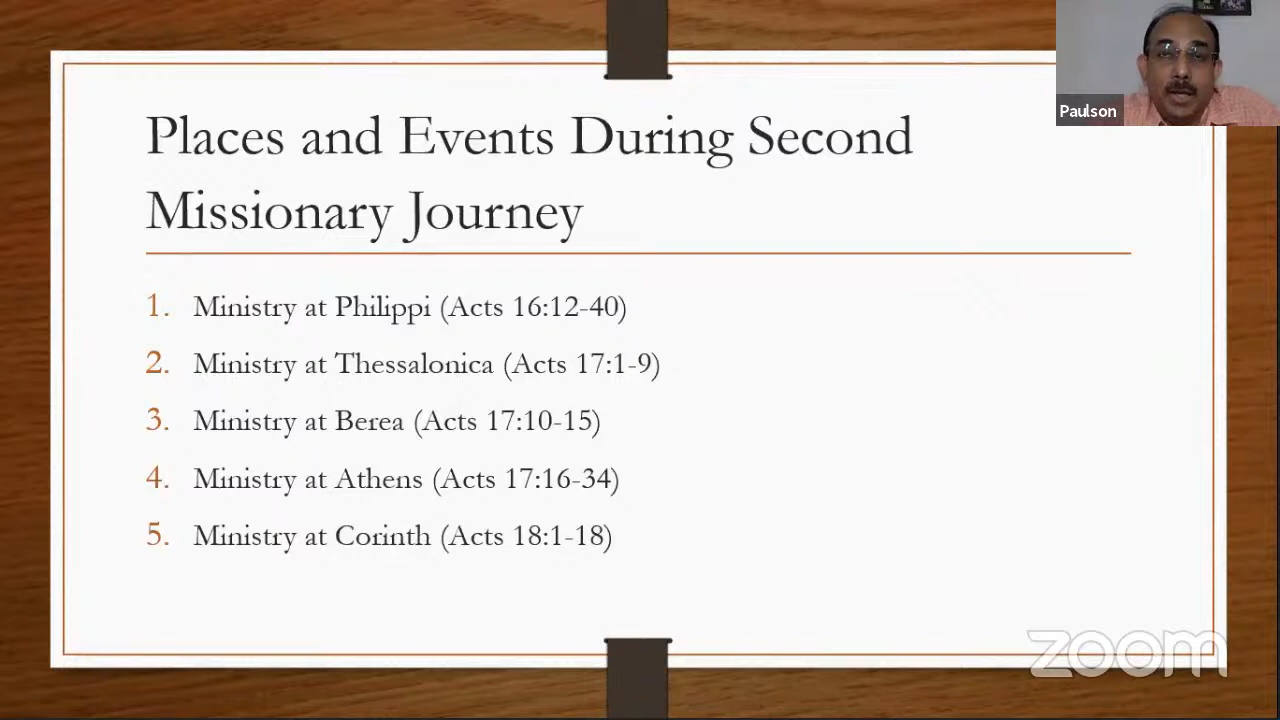 Places and Events During Second
Missionary Journey
1. Ministry at Philippi (Acts 16:12-40)
2. Ministry at Thessalonica (Acts 17:1-9)
3. Ministry at Berea (Acts 17:10-15)
4. Ministry at Athens (Acts 17:16-34)
5. Ministry at Corinth (Acts 18:1-18)
Paulson
zoom